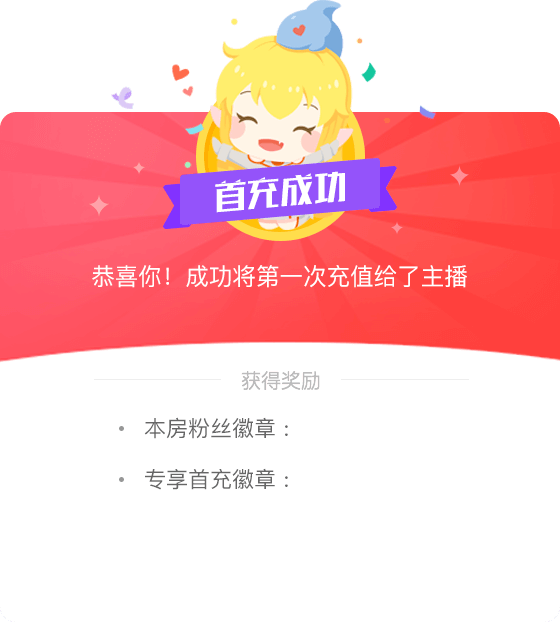 首充成功
恭喜你！成功将第一次充值给了主播
获得奖励
• 本房粉丝徽章：
• 专享首充徽章：